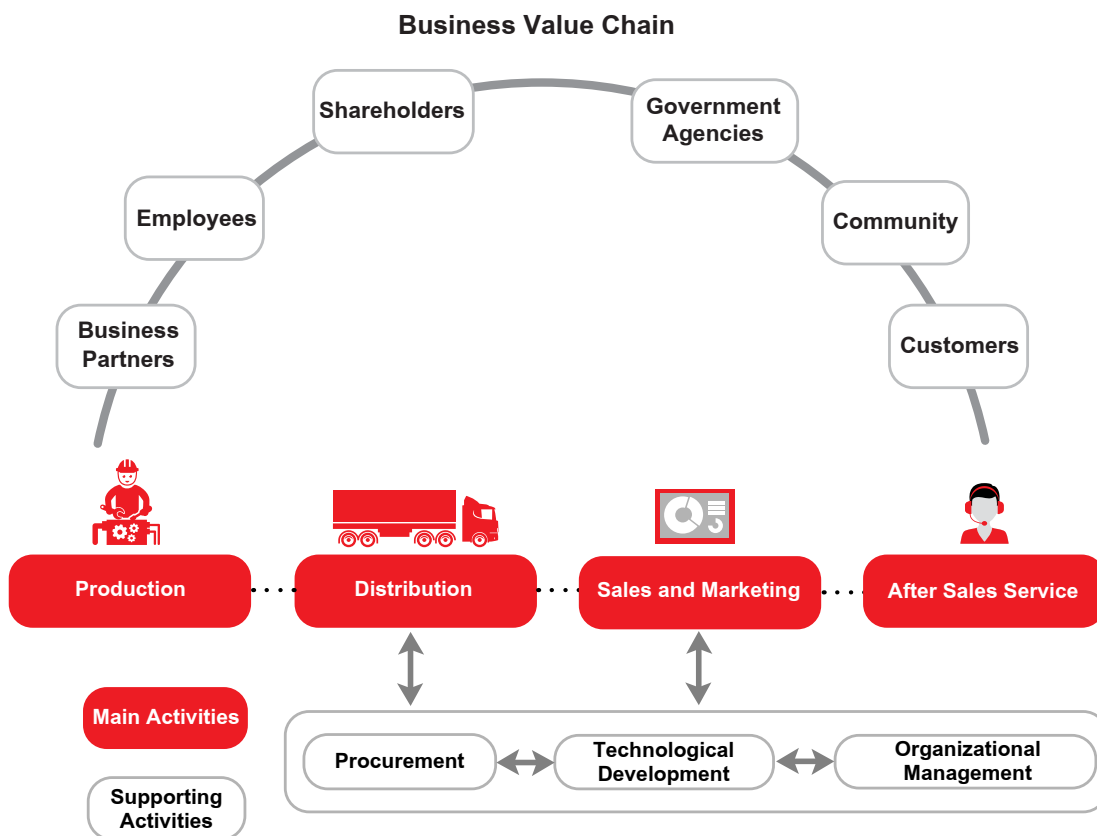 Business Value Chain
Shareholders
Government
Agencies
Employees
Community
Business
Partners
Customers
Production
Distribution
Sales and Marketing
After Sales Service
Main Activities
Procurement
Technological
Development
Organizational
Management
Supporting
Activities